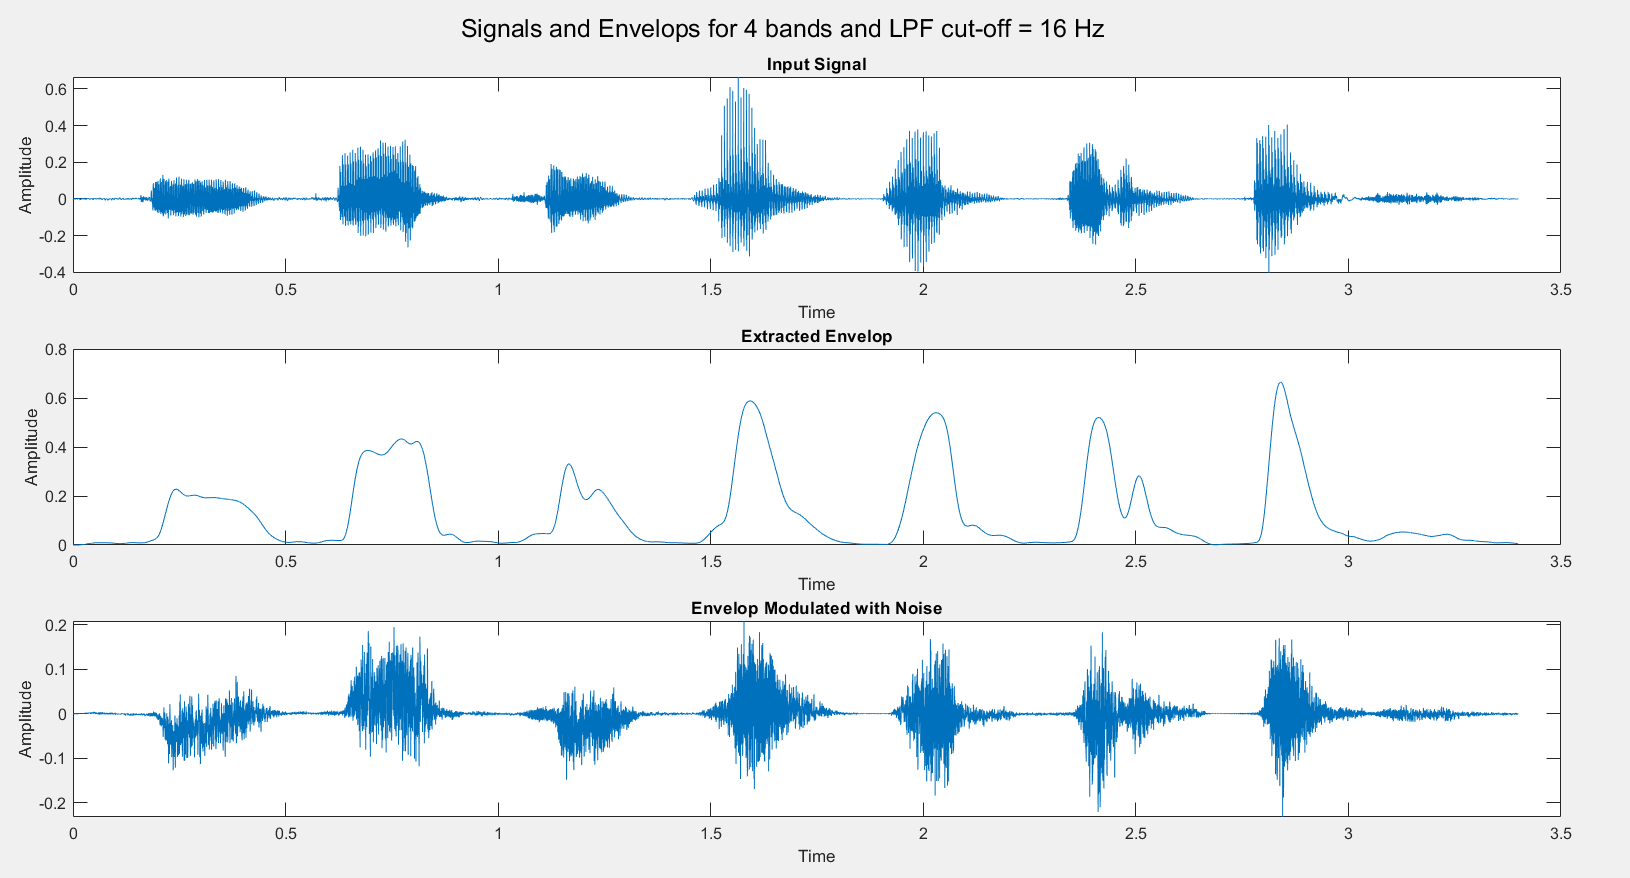 Signals and Envelops for 4 bands and LPF cut-off = 16 Hz
Input Signal
Amplitude
0.6
0.4
0.2
0
-0.2
-0.4
0 0.5 1 1.5 2 2.5 3 3.5
Time
Extracted Envelop
Amplitude
0.8
0.6
0.4
0.2
0
0 0.5 1 1.5 2 2.5 3 3.5
Time
Envelop Modulated with Noise
Amplitude
0.2
0.1
0
-0.1
-0.2
0 0.5 1 1.5 2 2.5 3 3.5
Time